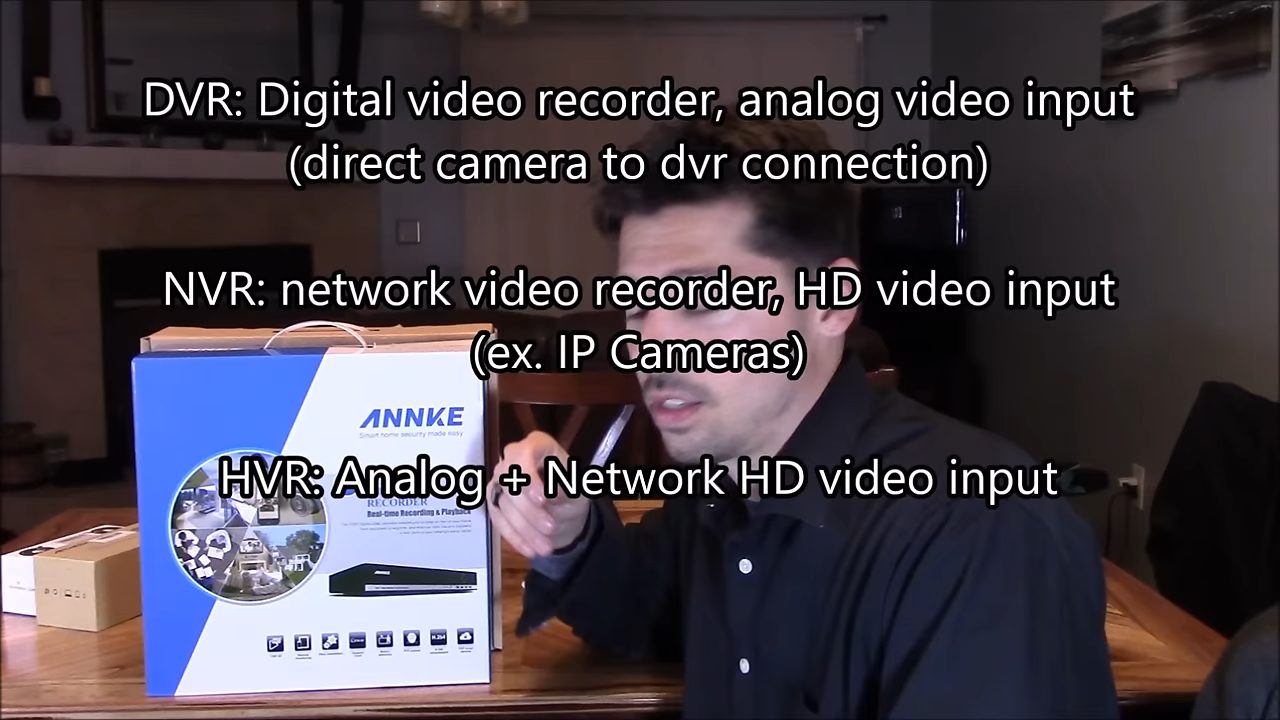 DVR: Digital video recorder, analog video input
(direct camera to dvr connection)
NVR: network video recorder, HD video input
(ex. IP Cameras)
ANNKE
Smart home security made easy
HVR: Analog + Network HD video input
RECORDER
Real-time Recording & Playback
ANNKE
H.264